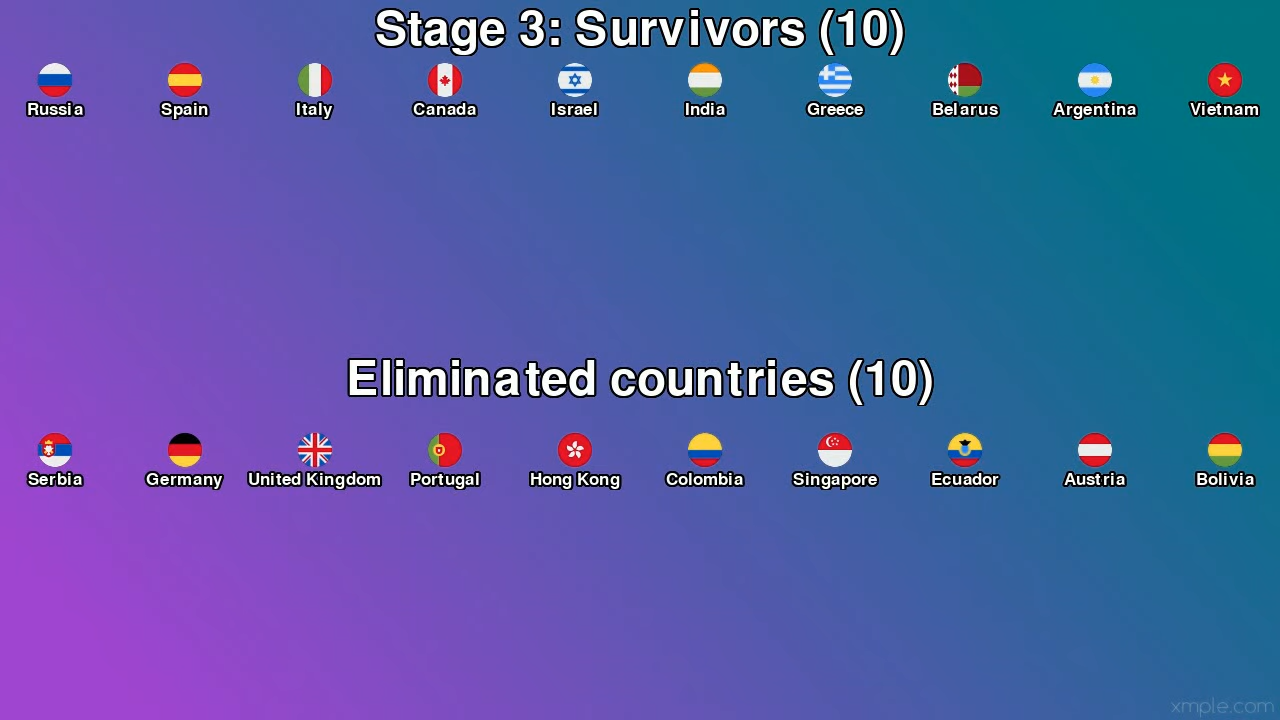 Stage 3: Survivors (10)
Russia Spain Italy Canada Israel India Greece Belarus Argentina Vietnam
Eliminated countries (10)
Serbia Germany United Kingdom Portugal Hong Kong Colombia Singapore Ecuador Austria Bolivia
xmple.com